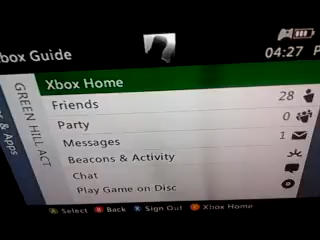 box Guide
04:27 P
Xbox Home
Friends 28
Party 0
Messages 1
Beacons & Activity
Chat
Play Game on Disc
GREEN HILL ACT
& Apps
A Select B Back X Sign Out Xbox Home